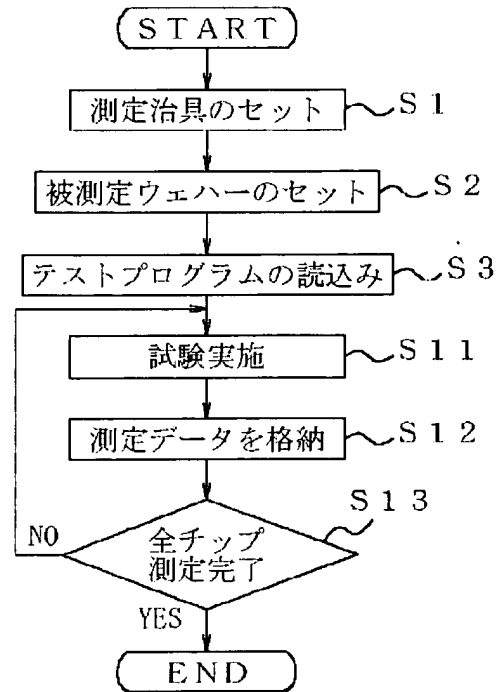 ＳＴＡＲＴ
測定治具のセット Ｓ１
被測定ウェハーのセット Ｓ２
テストプログラムの読込み Ｓ３
試験実施 Ｓ１１
測定データを格納 Ｓ１２
Ｓ１３
全チップ
測定完了
NO
YES
ＥＮＤ